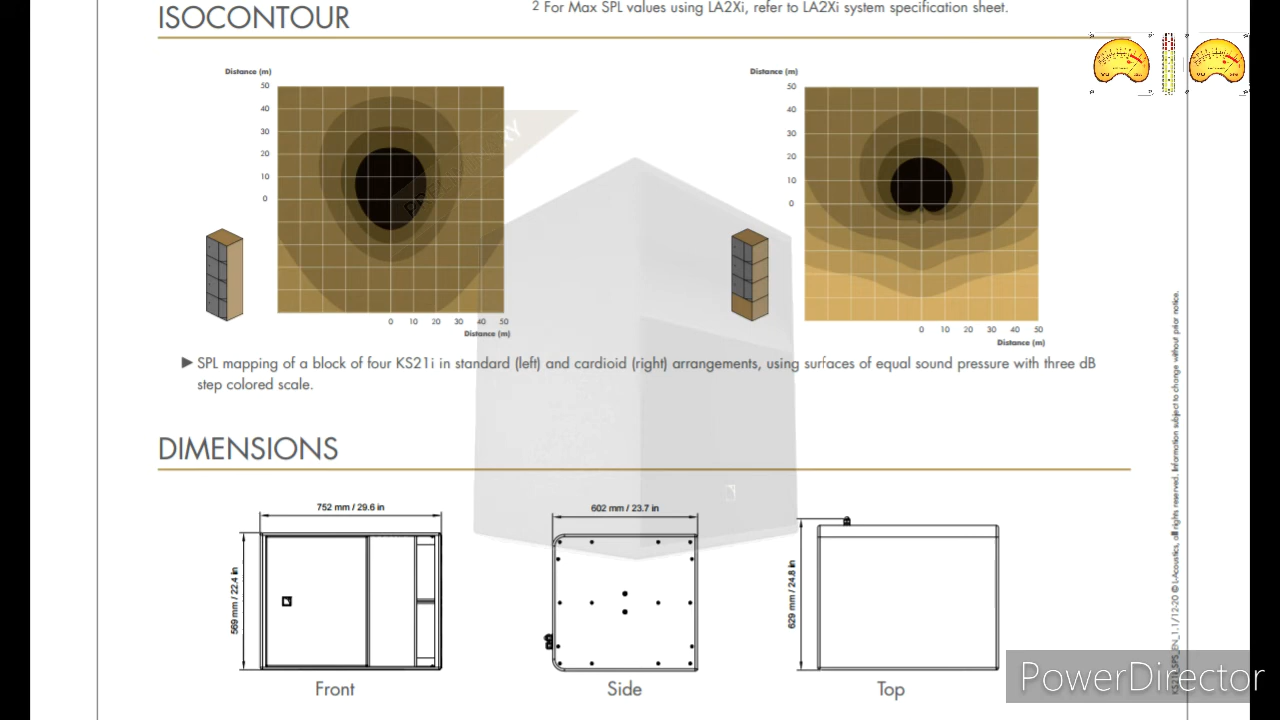 2 For Max SPL values using LA2Xi, refer to LA2Xi system specification sheet.
ISOCONTOUR
Distance (m)
50
40
30
20
10
0
0 10 20 30 40 50
Distance (m)
PRELIMINARY
Distance (m)
50
40
30
20
10
0
0 10 20 30 40 50
Distance (m)
▶ SPL mapping of a block of four KS21i in standard (left) and cardioid (right) arrangements, using surfaces of equal sound pressure with three dB
step colored scale.
DIMENSIONS
752 mm / 29.6 in
569 mm / 22.4 in
Front
602 mm / 23.7 in
Side
629 mm / 24.8 in
Top
SPS_EN_1.1/12-20 © L-Acoustics, all rights reserved. Information subject to change without prior notice.
PowerDirector